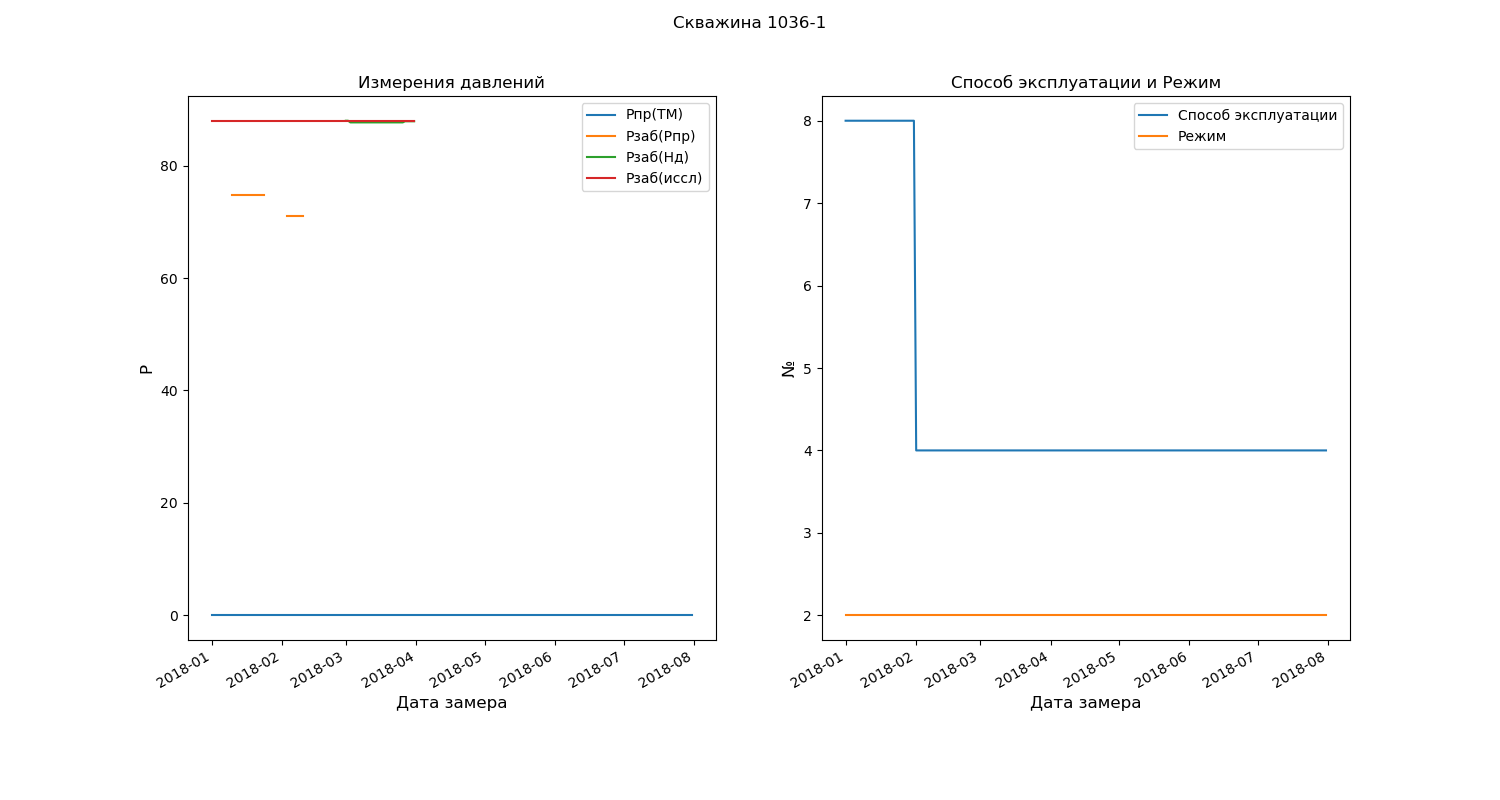 Скважина 1036-1
Измерения давлений
Рпр(ТМ)
Рзаб(Рпр)
Рзаб(Нд)
Рзаб(иссл)
80
60
40
20
0
Р
2018-01
2018-02
2018-03
2018-04
2018-05
2018-06
2018-07
2018-08
Дата замера
Способ эксплуатации и Режим
Способ эксплуатации
Режим
8
7
6
5
4
3
2
№
2018-01
2018-02
2018-03
2018-04
2018-05
2018-06
2018-07
2018-08
Дата замера